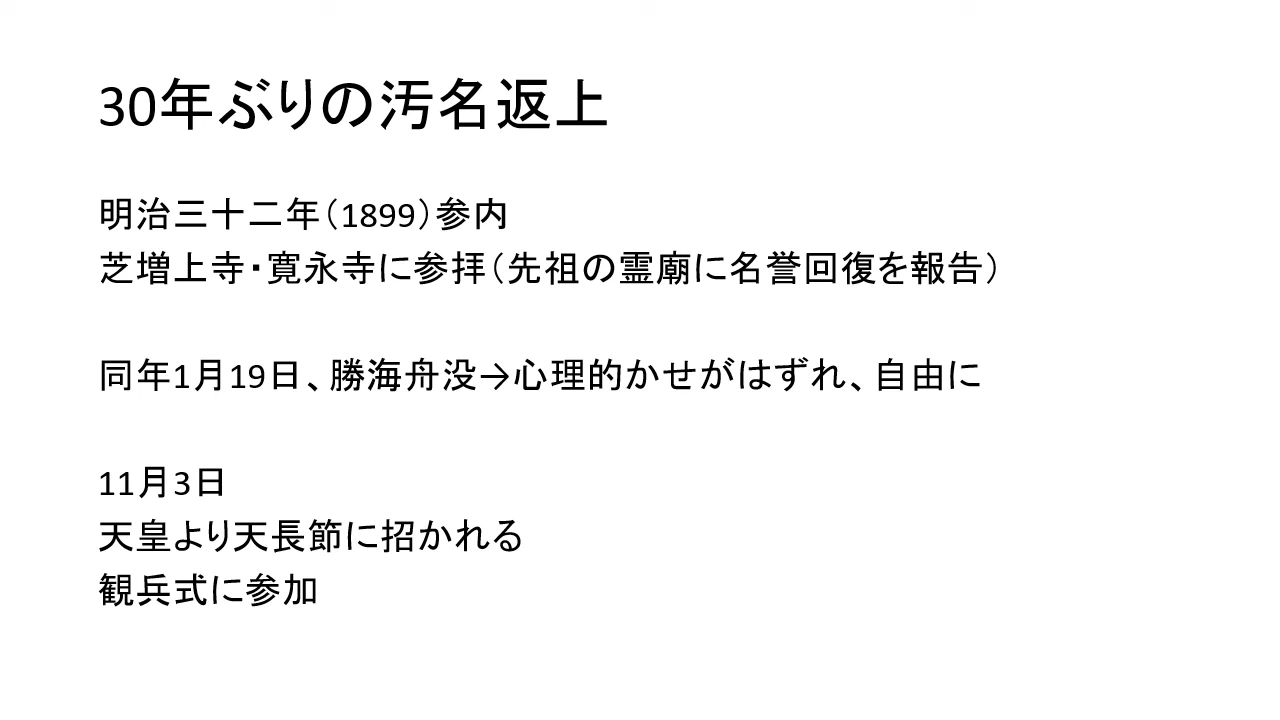 30年ぶりの汚名返上
明治三十二年（1899）参内
芝増上寺・寛永寺に参拝（先祖の霊廟に名誉回復を報告）
同年1月19日、勝海舟没→心理的かせがはずれ、自由に
11月3日
天皇より天長節に招かれる
観兵式に参加